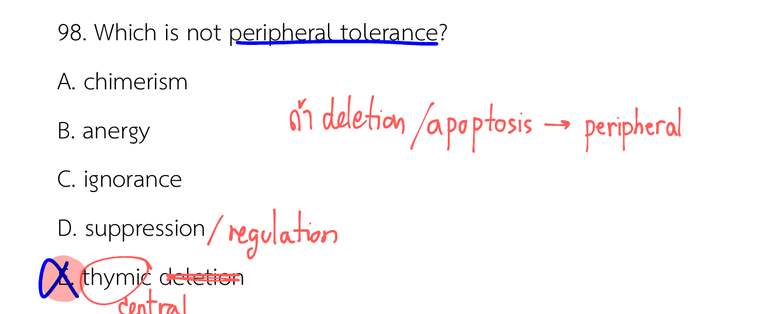 98. Which is not peripheral tolerance?
A. chimerism
ถ้า deletion/apoptosis → peripheral
B. anergy
C. ignorance
D. suppression/regulation
E. thymic deletion
central